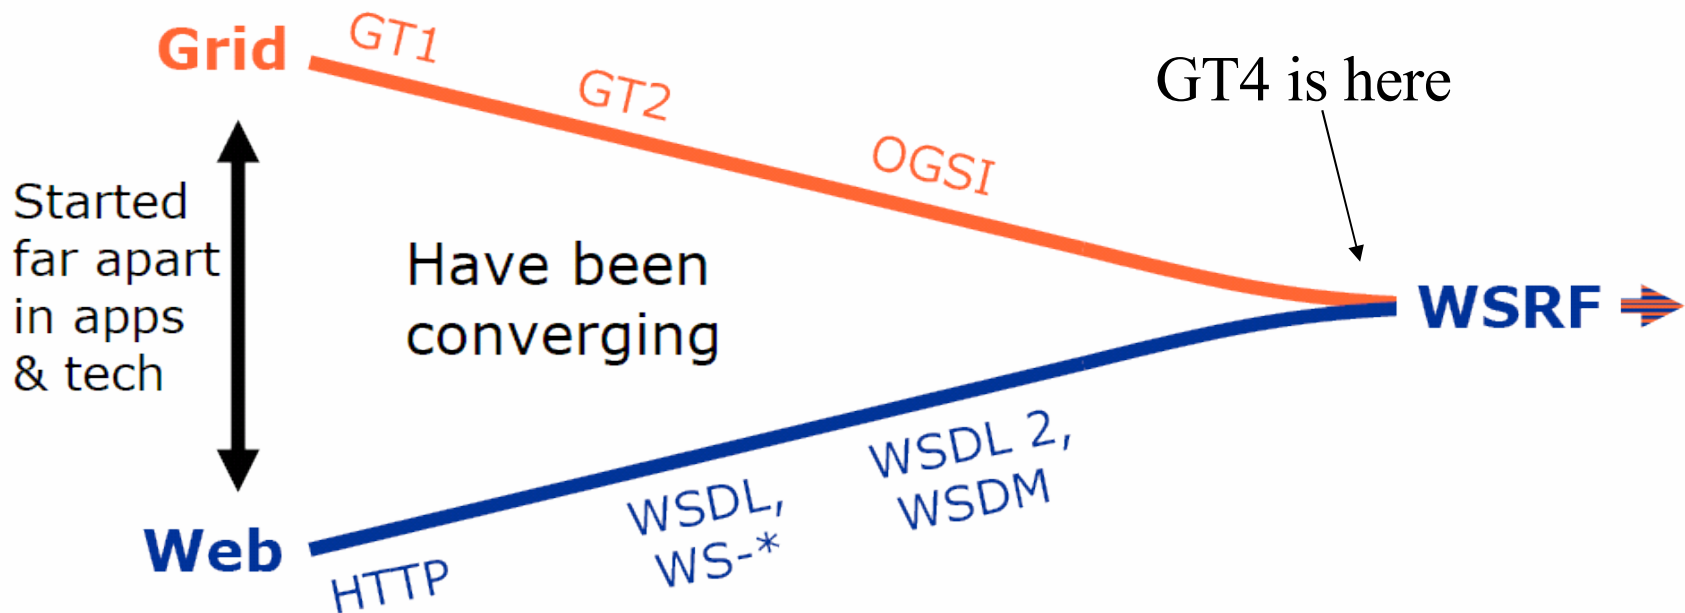 Grid
GT1
GT2
OGSI
GT4 is here
Started
far apart
in apps
& tech
Have been
converging
WSRF
Web
HTTP
WSDL,
WS-*
WSDL 2,
WSDM